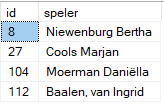 id speler
8 Niewenburg Bertha
27 Cools Marjan
104 Moerman Daniëlla
112 Baalen, van Ingrid